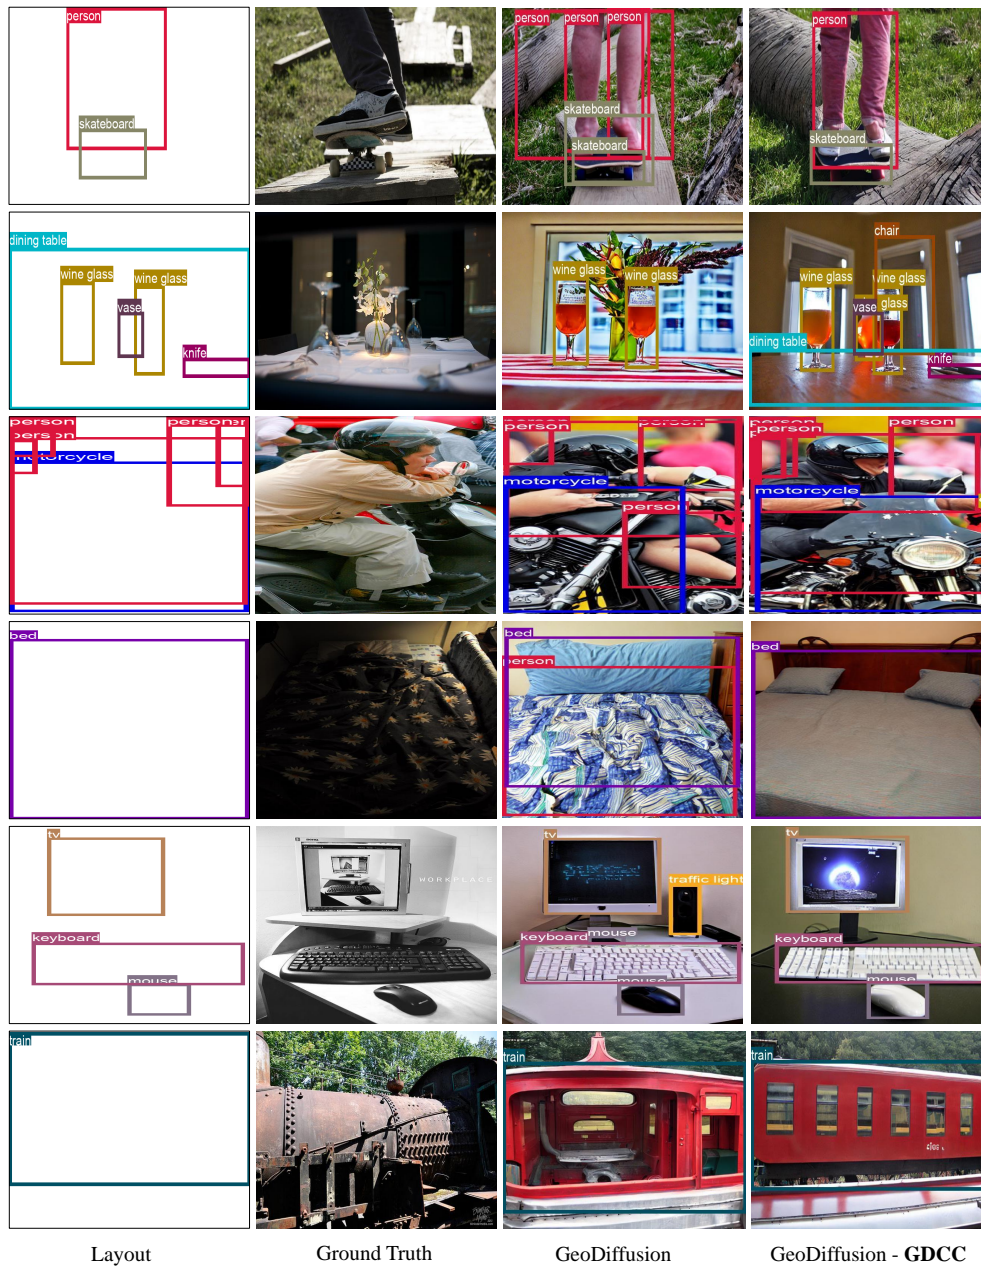 person
skateboard
person
person
person
skateboard
skateboard
person
skateboard
dining table
wine glass
wine glass
vase
knife
wine glass
wine glass
chair
wine glass
wine glass
vase
dining table
knife
person
person
person
motorcycle
person
person
motorcycle
person
person
person
person
motorcycle
bed
bed
person
bed
tv
keyboard
mouse
WORKPLACE
tv
traffic light
keyboard
mouse
mouse
tv
keyboard
mouse
train
train
train
Layout
Ground Truth
GeoDiffusion
GeoDiffusion - GDCC